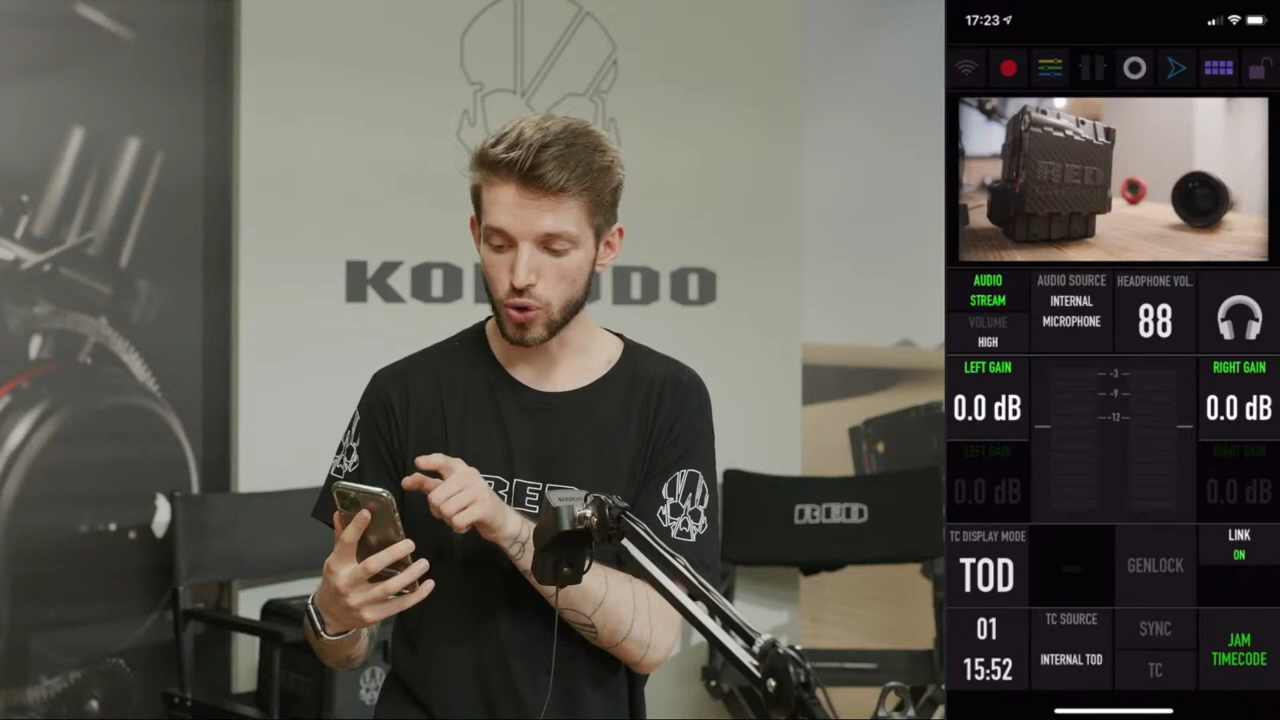 KOMODO
RED
RED
17:23
RED
AUDIO
STREAM
VOLUME
HIGH
AUDIO SOURCE
INTERNAL
MICROPHONE
HEADPHONE VOL.
88
LEFT GAIN
0.0 dB
-3
-9
-12
RIGHT GAIN
0.0 dB
LEFT GAIN
0.0 dB
RIGHT GAIN
0.0 dB
TC DISPLAY MODE
TOD
GENLOCK
LINK
ON
01
15:52
TC SOURCE
INTERNAL TOD
SYNC
TC
JAM
TIMECODE